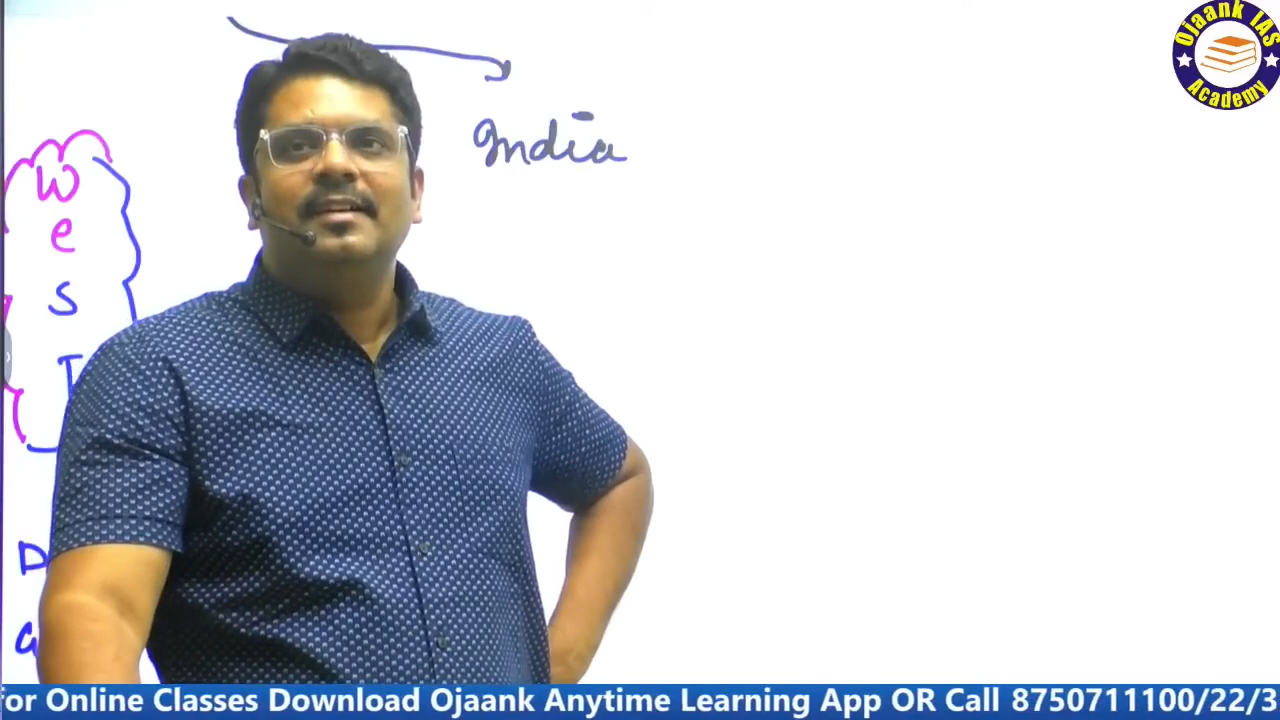 Ojaank IAS
Academy
India
W
e
s
T
D
a
for Online Classes Download Ojaank Anytime Learning App OR Call 8750711100/22/3